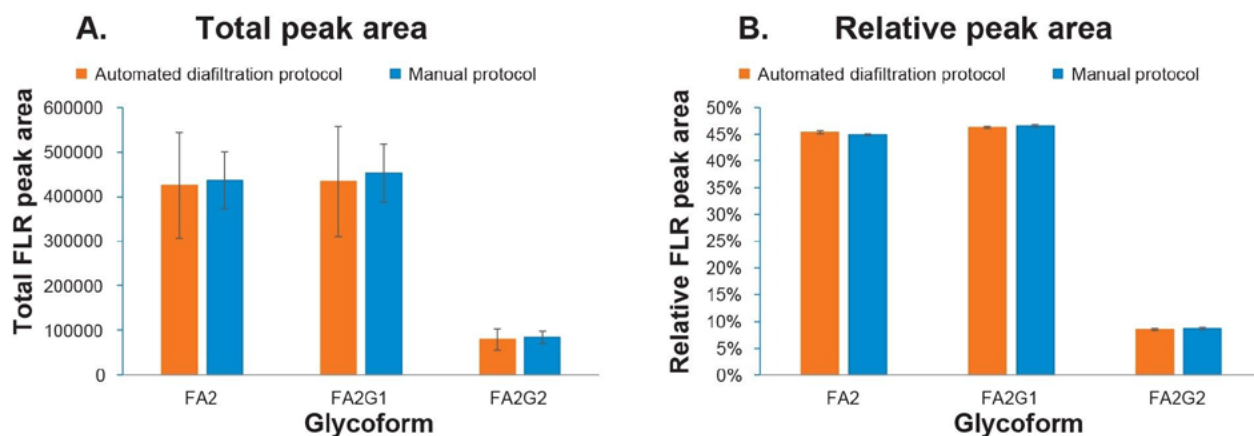 A. Total peak area
Automated diafiltration protocol Manual protocol
Total FLR peak area
600000
500000
400000
300000
200000
100000
0
FA2 FA2G1 FA2G2
Glycoform
B. Relative peak area
Automated diafiltration protocol Manual protocol
Relative FLR peak area
50%
45%
40%
35%
30%
25%
20%
15%
10%
5%
0%
FA2 FA2G1 FA2G2
Glycoform